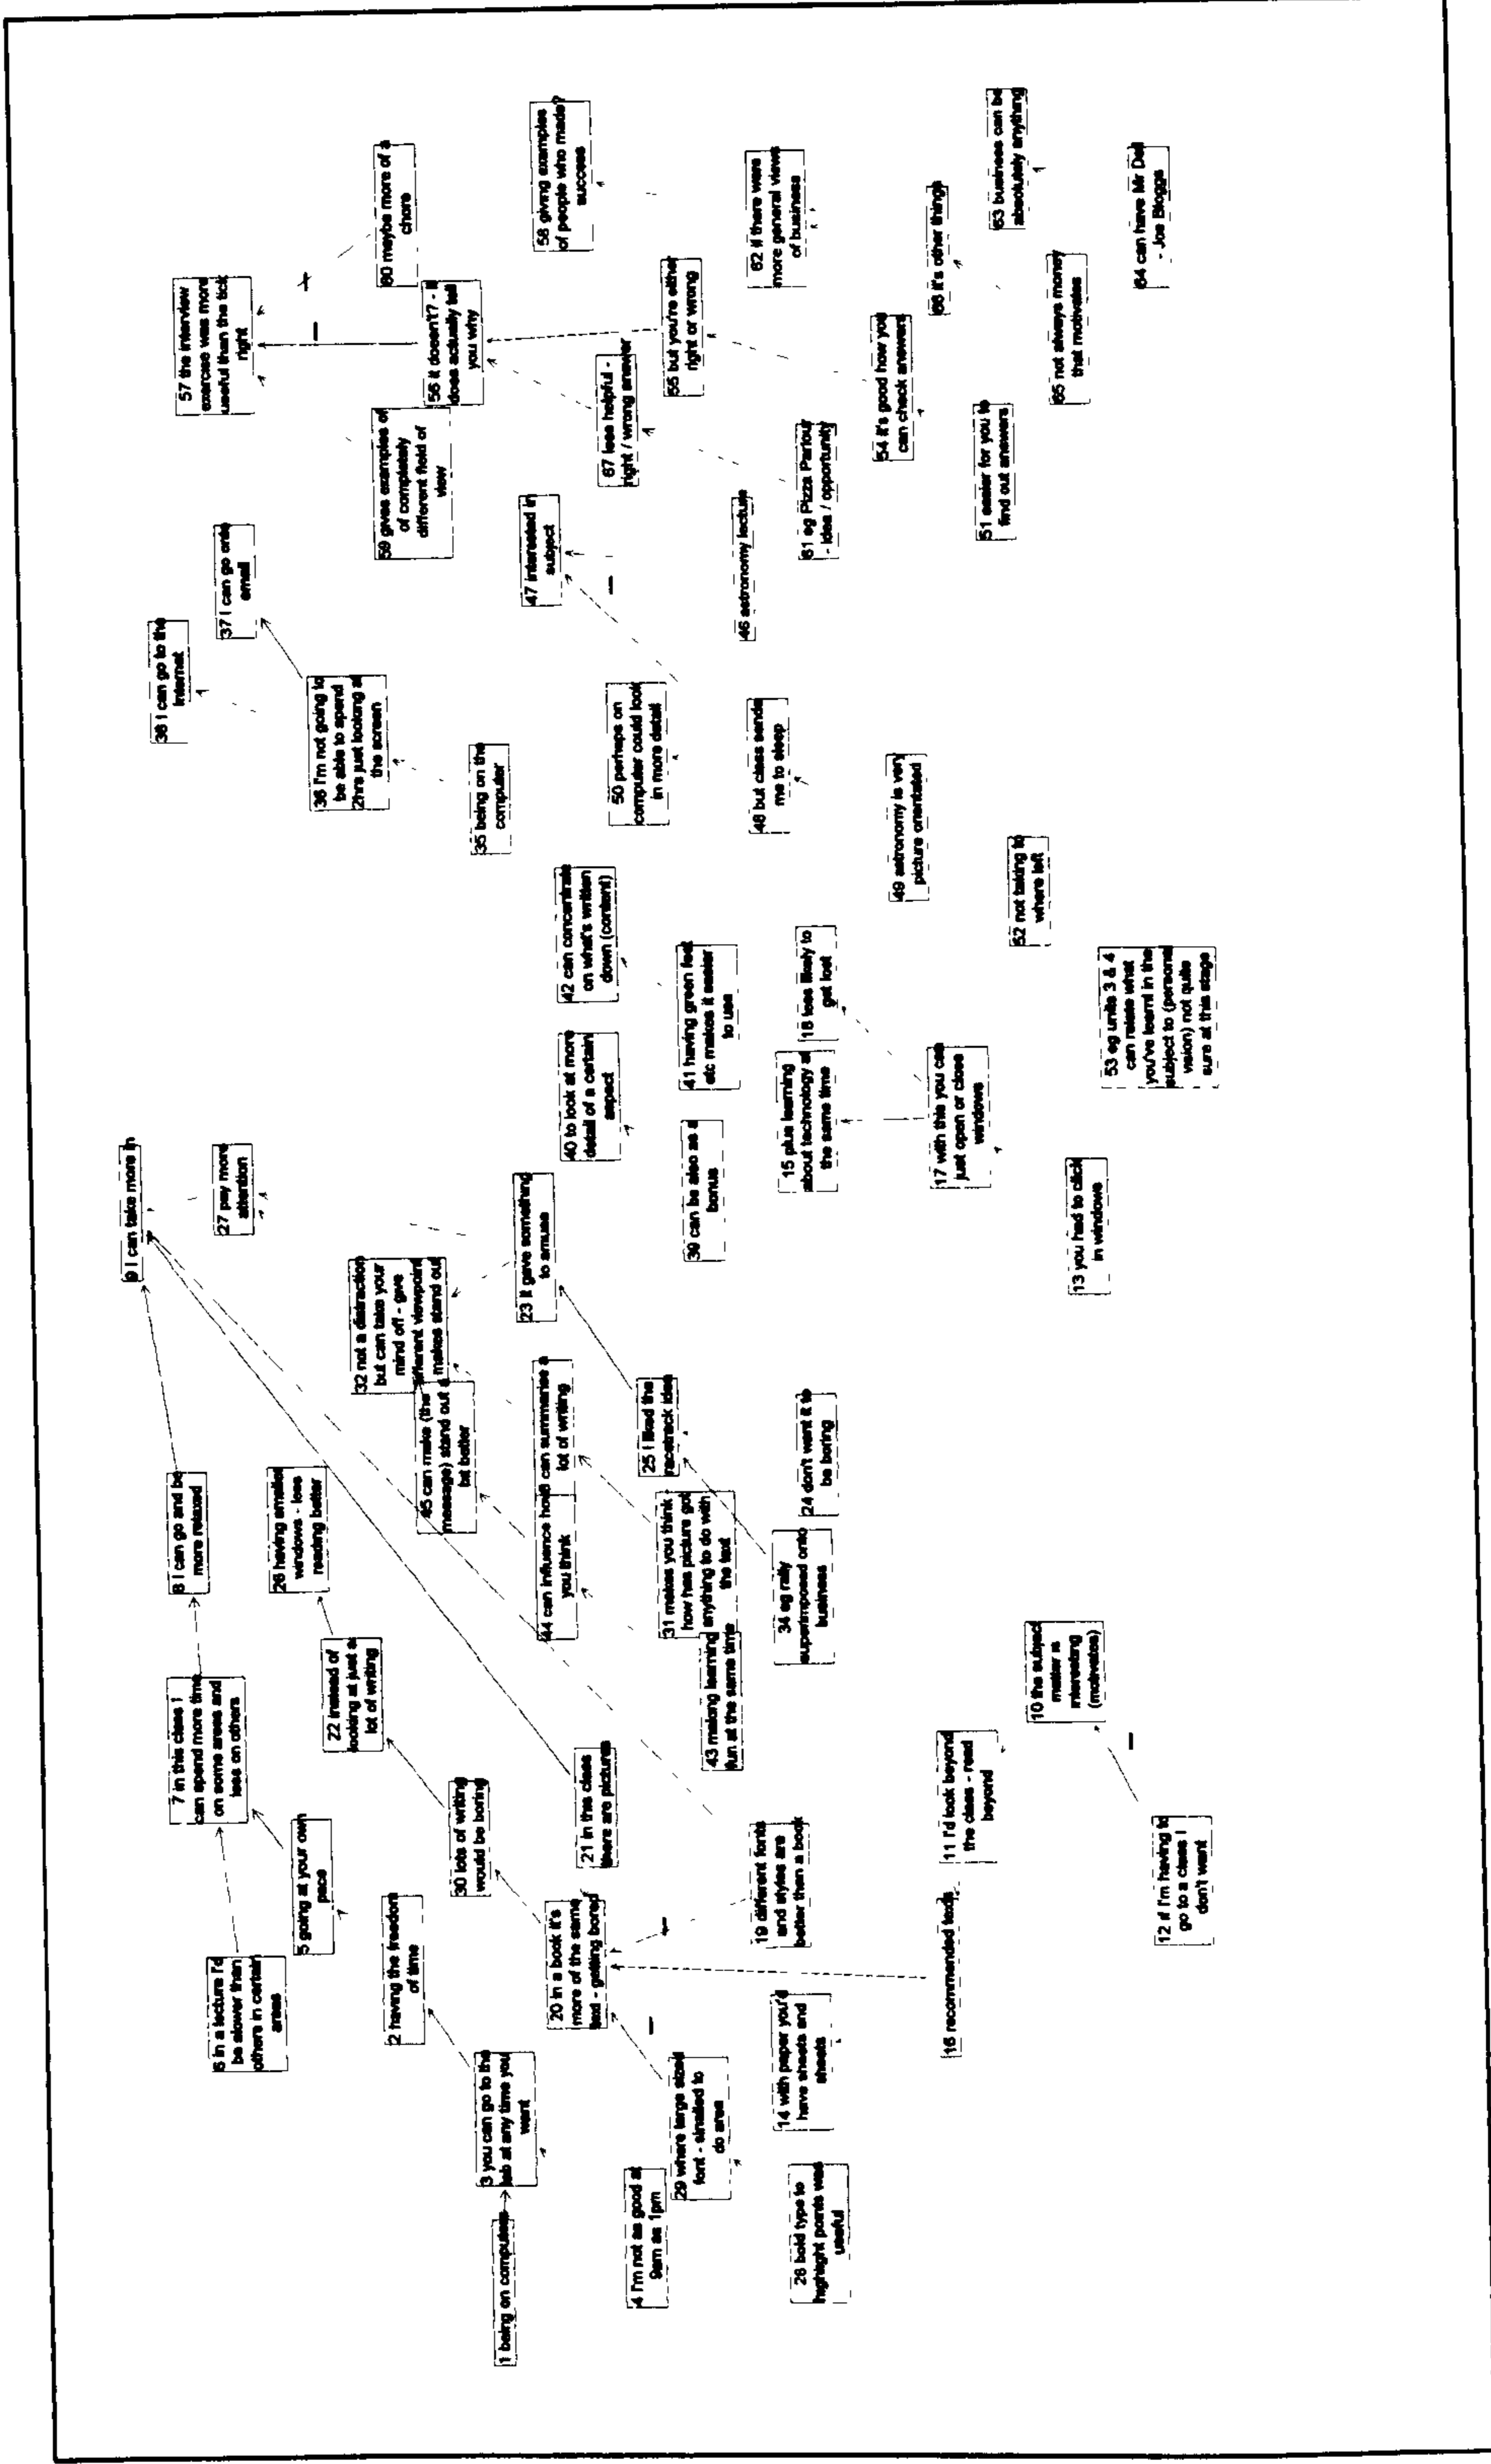 9 I can take more in
8 I can go and be
more relaxed
7 in this class I
can spend more time
on some areas and
less on others
6 in a lecture I'd
be slower than
others in certain
areas
5 going at your own
pace
27 pay more
attention
26 having smaller
windows - less
reading better
22 instead of
looking at just a
lot of writing
2 having the freedom
of time
3 you can go to the
lab at any time you
want
1 being on computers
30 lots of writing
would be boring
32 not a distraction
but can take your
mind off - give
different viewpoint
makes stand out
45 can make (the
message) stand out a
bit better
23 it gave something
to amuse
44 can influence how
you think
can summarise a
lot of writing
20 in a book it's
more of the same
text - getting bored
21 in this class
there are pictures
4 I'm not as good at
9am as 1pm
29 where large sized
font - emailed to
do area
25 I liked the
racetrack idea
31 makes you think
how has picture got
anything to do with
the text
43 making learning
fun at the same time
28 bold type to
highlight points was
useful
14 with paper you'd
have sheets and
sheets
19 different fonts
and styles are
better than a book
34 eg rally
superimposed onto
business
24 don't want it to
be boring
16 recommended texts
11 I'd look beyond
the class - read
beyond
10 the subject
matter is
interesting
(motivates)
12 if I'm having to
go to a class I
don't want
13 you had to click
in windows
17 with this you can
just open or close
windows
15 plus learning
about technology at
the same time
18 less likely to
get lost
39 can be also as a
bonus
40 to look at more
detail of a certain
aspect
41 having green feet
etc makes it easier
to use
42 can concentrate
on what's written
down (content)
53 eg units 3 & 4
can relate what
you've learnt in the
subject to (personal
vision) not quite
sure at this stage
52 not taking to
where left
49 astronomy is very
picture orientated
48 but class sends
me to sleep
50 perhaps on
computer could look
in more detail
35 being on the
computer
36 I'm not going to
be able to spend
2hrs just looking at
the screen
38 I can go to the
Internet
37 I can go onto
email
47 interested in
subject
46 astronomy lecture
57 the interview
exercise was more
useful than the tick
right
60 maybe more of a
chore
59 gives examples of
of completely
different field of
view
56 it doesn't? - it
does actually tell
you why
58 giving examples
of people who made?
success
67 less helpful -
right / wrong answer
55 but you're either
right or wrong
62 if there were
more general views
of business
61 eg Pizza Parlour
- idea / opportunity
54 it's good how you
can check answers
51 easier for you to
find out answers
66 it's other things
63 business can be
absolutely anything
65 not always money
that motivates
64 can have Mr Dell
- Joe Bloggs